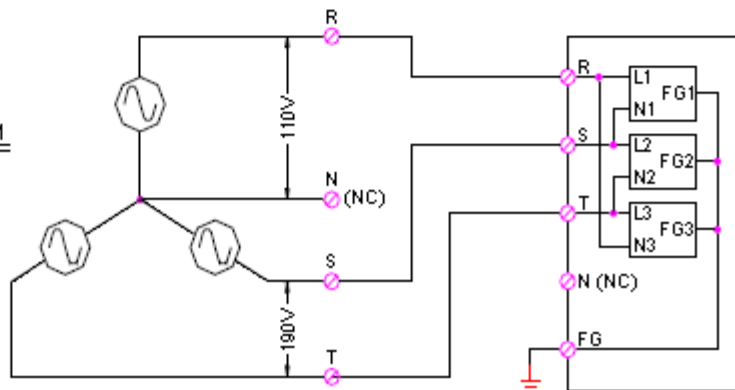 R
110V
N
(NC)
S
190V
T
R
L1
FG1
N1
S
L2
FG2
N2
T
L3
FG3
N3
N (NC)
FG